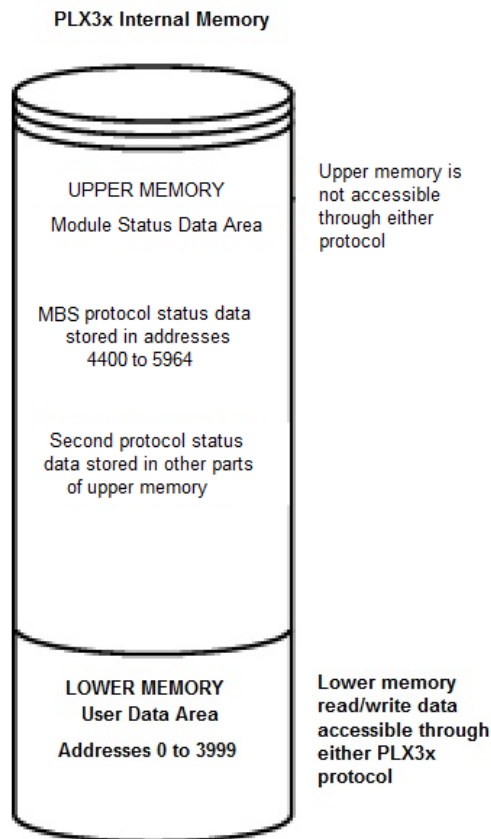 PLX3x Internal Memory
UPPER MEMORY
Module Status Data Area
Upper memory is
not accessible
through either
protocol
MBS protocol status data
stored in addresses
4400 to 5964
Second protocol status
data stored in other parts
of upper memory
LOWER MEMORY
User Data Area
Addresses 0 to 3999
Lower memory
read/write data
accessible through
either PLX3x
protocol